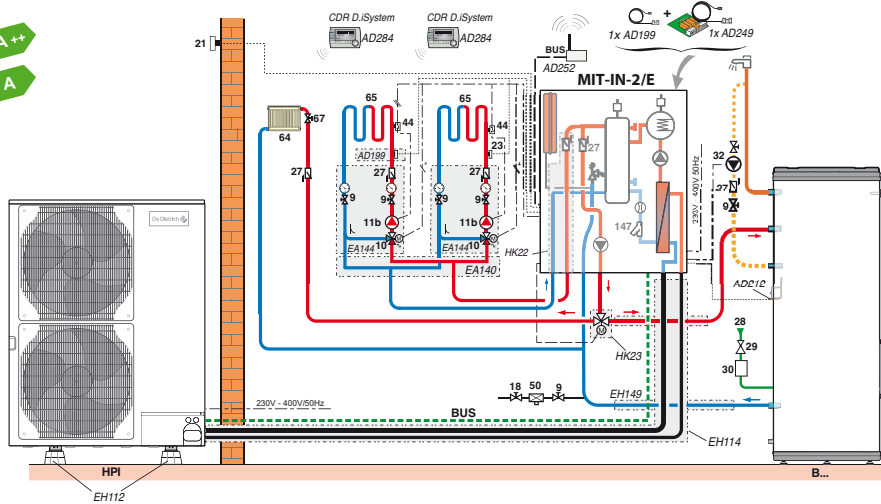 A ++
A
CDR D.iSystem
AD284
CDR D.iSystem
AD284
1x AD199
+
1x AD249
21
BUS
AD252
MIT-IN-2/E
64
67
65
65
44
44
23
AD199
27
27
27
27
9
9
9
9
11b
11b
EA144
10
EA144
10
EA140
HK22
147
230V 400V 50Hz
32
27
9
De Dietrich
M
HK23
AD212
28
29
30
18
50
9
EH149
230V - 400V/50Hz
BUS
EH114
HPI
EH112
B...